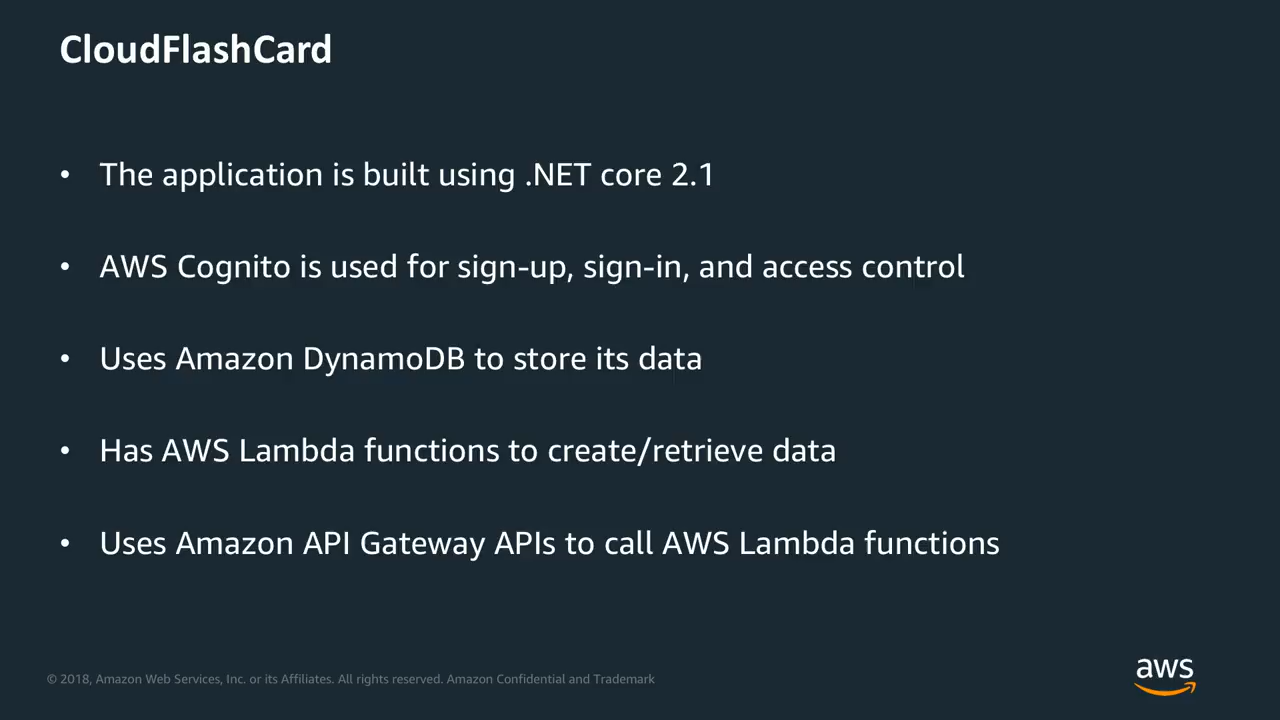 CloudFlashCard
• The application is built using .NET core 2.1
• AWS Cognito is used for sign-up, sign-in, and access control
• Uses Amazon DynamoDB to store its data
• Has AWS Lambda functions to create/retrieve data
• Uses Amazon API Gateway APIs to call AWS Lambda functions
© 2018, Amazon Web Services, Inc. or its Affiliates. All rights reserved. Amazon Confidential and Trademark
aws